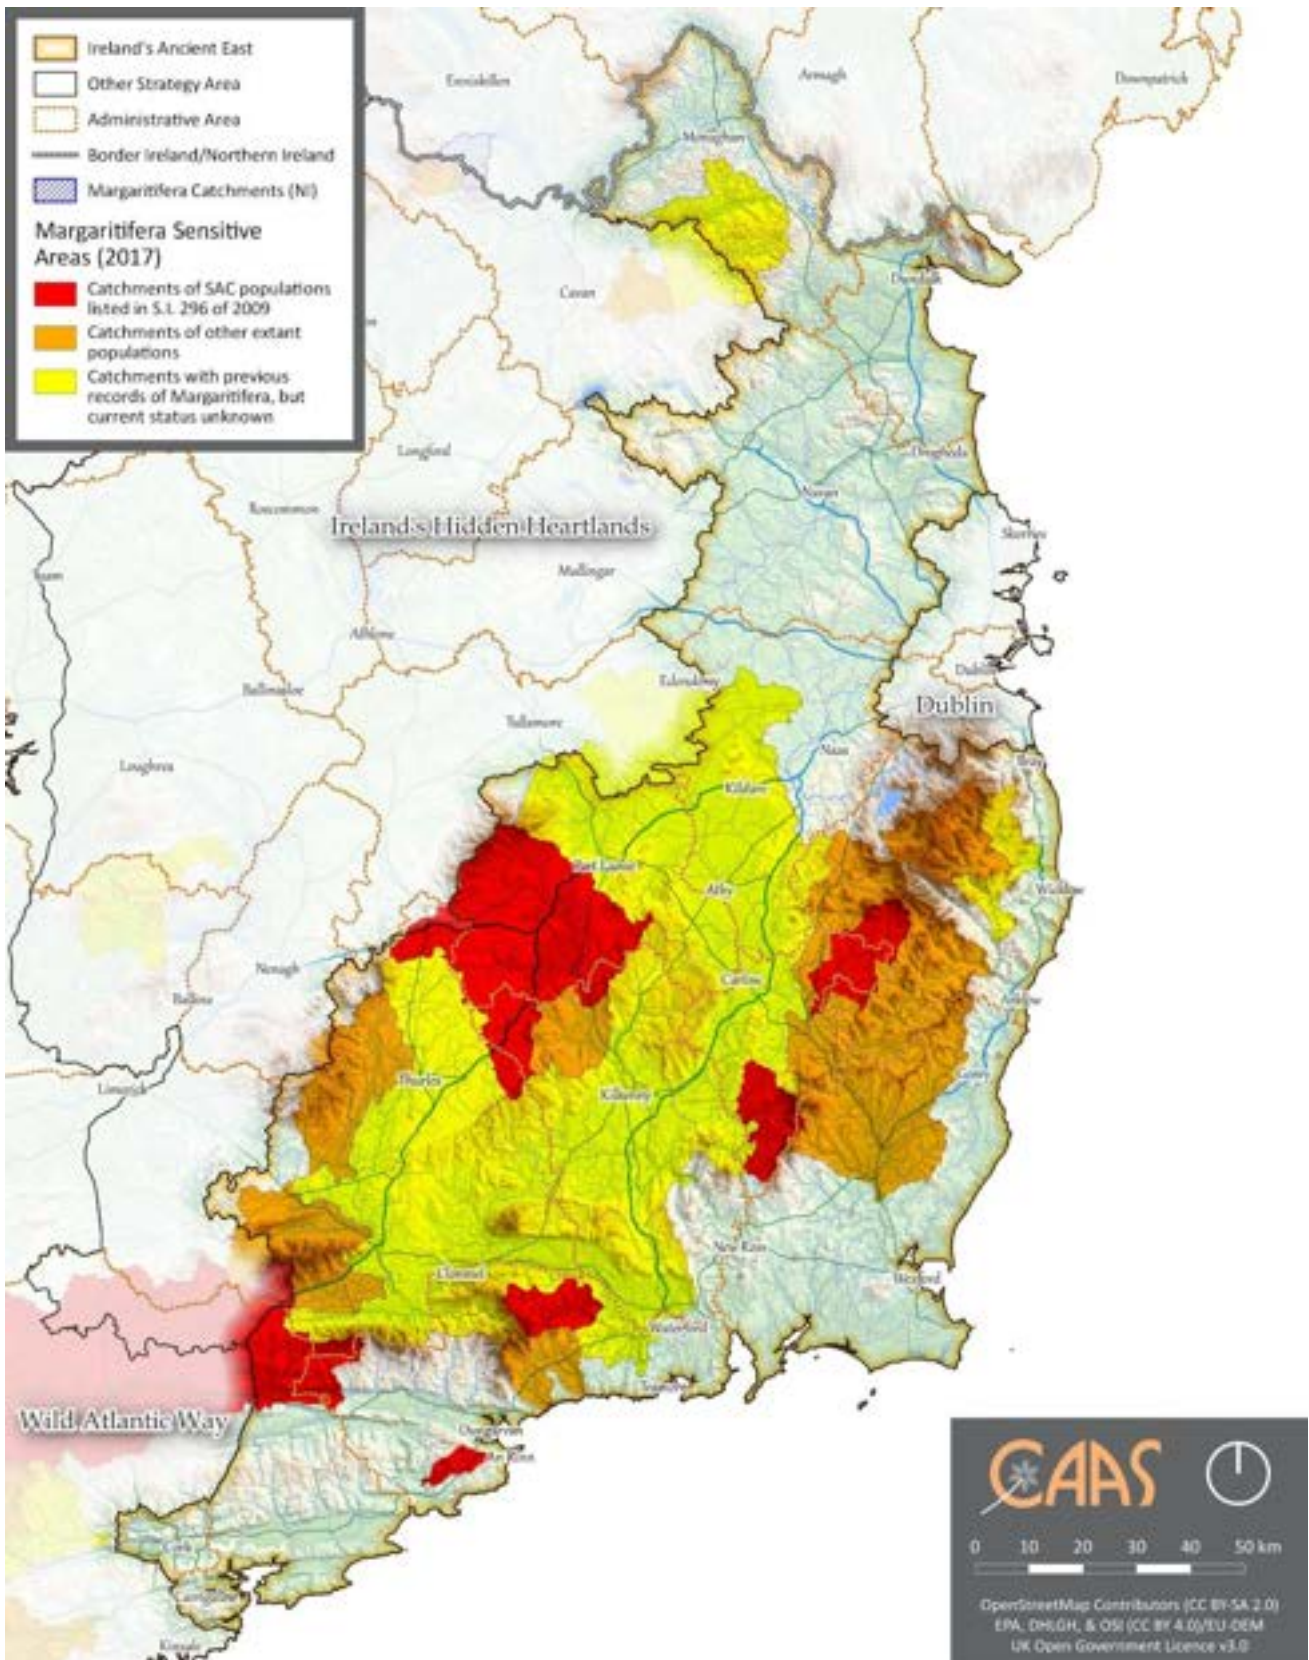 Ireland's Ancient East
Other Strategy Area
Administrative Area
Border Ireland/Northern Ireland
Margaritifera Catchments (NI)
Margaritifera Sensitive
Areas (2017)
Catchments of SAC populations
listed in S.I. 296 of 2009
Catchments of other extant
populations
Catchments with previous
records of Margaritifera, but
current status unknown
Enniskillen
Armagh
Downpatrick
Monaghan
Dundalk
Cavan
Longford
Drogheda
Navan
Roscommon
Ireland's Hidden Heartlands
Skerries
Mullingar
Athlone
Dublin
Edenderry
Ballinasloe
Dublin
Tullamore
Naas
Loughrea
Bray
Kildare
Port Laoise
Athy
Wicklow
Nenagh
Carlow
Ballina
Arklow
Gorey
Thurles
Limerick
Kilkenny
New Ross
Clonmel
Wexford
Waterford
Tramore
Wild Atlantic Way
Dungarvan
An Rinn
Cork
Carrigaline
Kinsale
CAAS
0 10 20 30 40 50 km
OpenStreetMap Contributors (CC BY-SA 2.0)
EPA, DHLGH, & OSI (CC BY 4.0)/EU-DEM
UK Open Government Licence v3.0